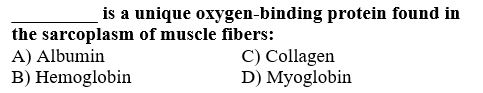 __________ is a unique oxygen-binding protein found in
the sarcoplasm of muscle fibers:
A) Albumin C) Collagen
B) Hemoglobin D) Myoglobin